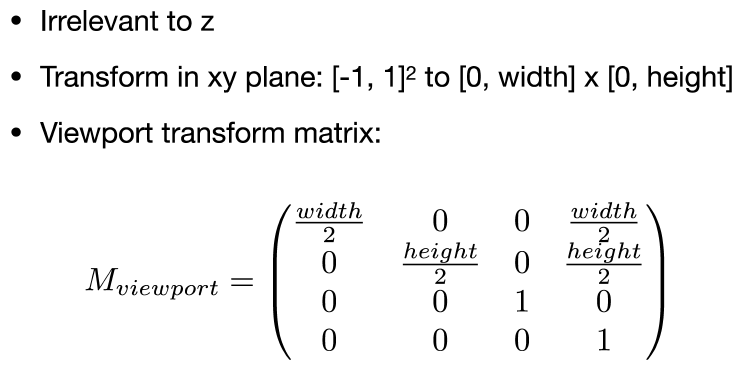 • Irrelevant to z
• Transform in xy plane: [-1, 1]² to [0, width] x [0, height]
• Viewport transform matrix:
M_viewport = 
( width/2 0 0 width/2
0 height/2 0 height/2
0 0 1 0
0 0 0 1 )